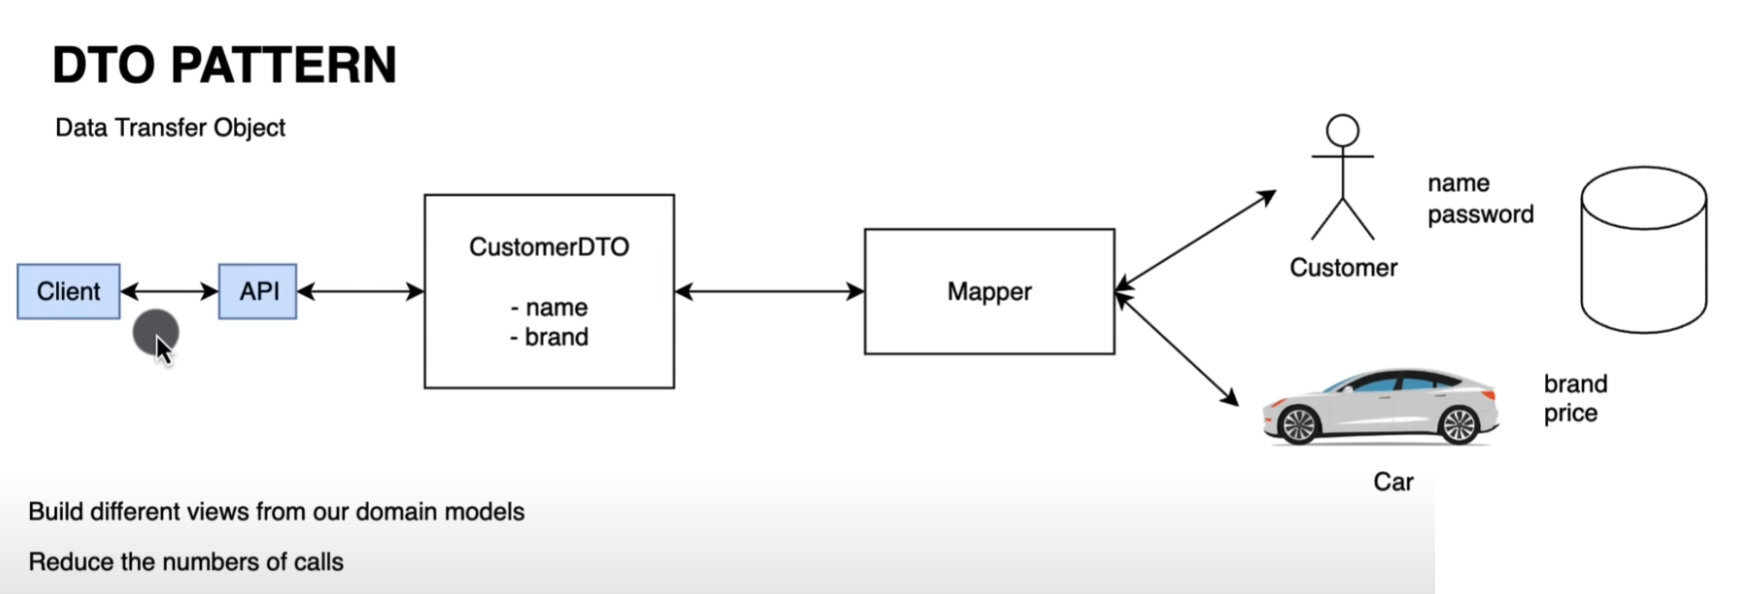 DTO PATTERN
Data Transfer Object
Client
API
CustomerDTO
- name
- brand
Mapper
name
password
Customer
brand
price
Car
Build different views from our domain models
Reduce the numbers of calls